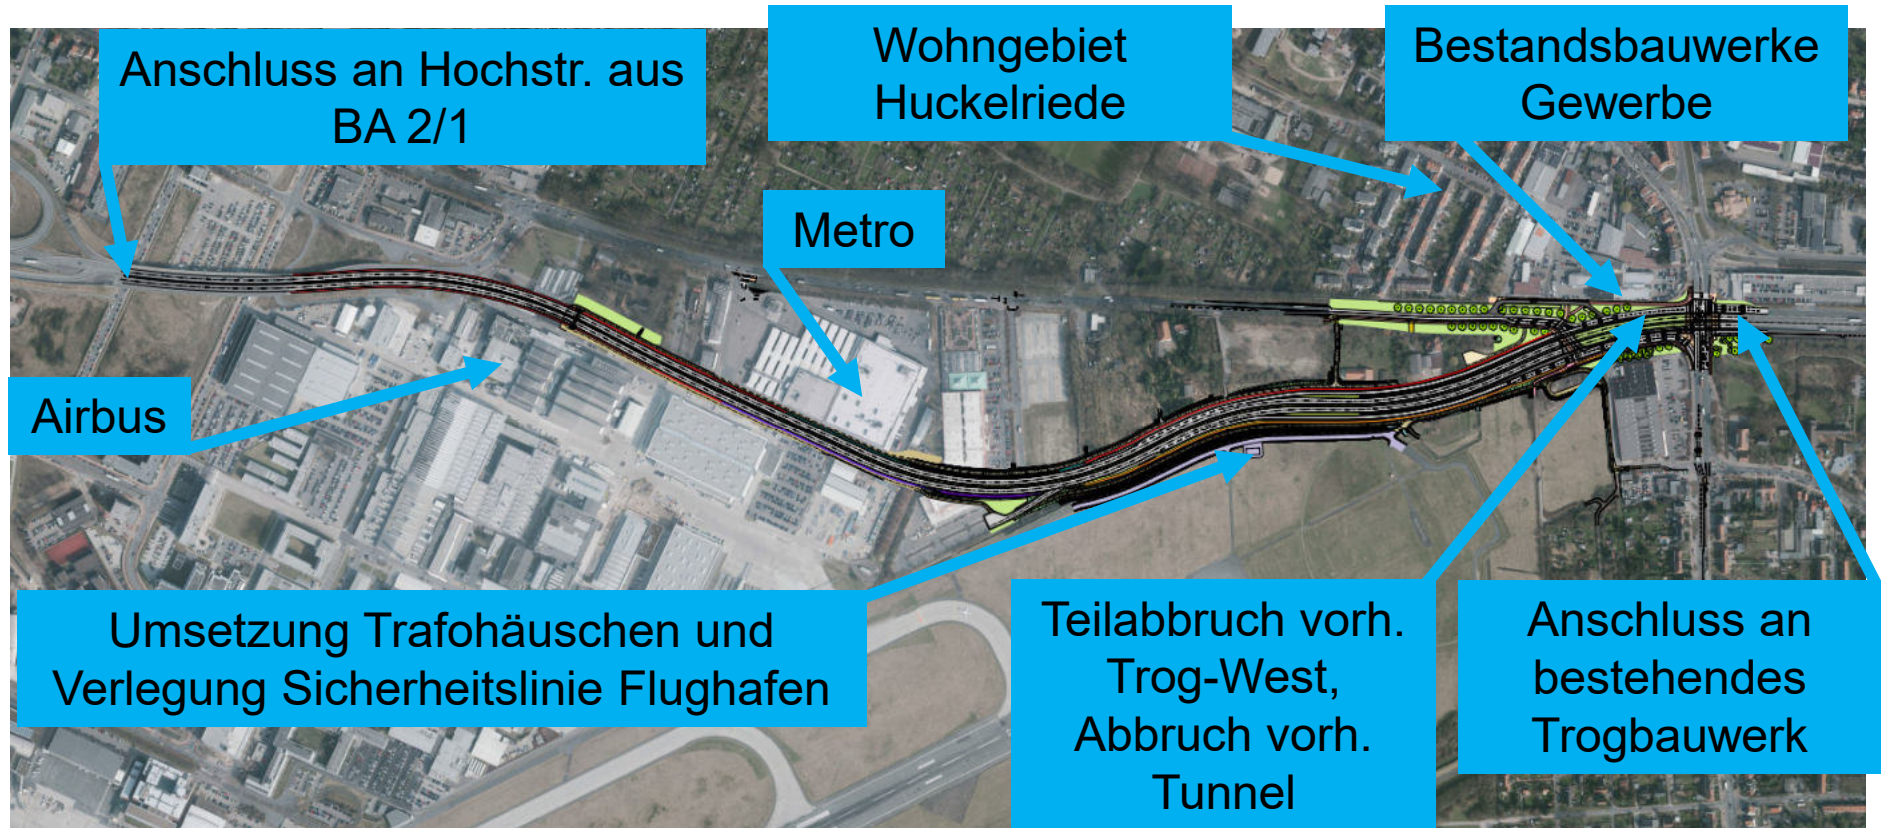 Anschluss an Hochstr. aus
BA 2/1
Wohngebiet
Huckelriede
Bestandsbauwerke
Gewerbe
Metro
Airbus
Umsetzung Trafohäuschen und
Verlegung Sicherheitslinie Flughafen
Teilabbruch vorh.
Trog-West,
Abbruch vorh.
Tunnel
Anschluss an
bestehendes
Trogbauwerk